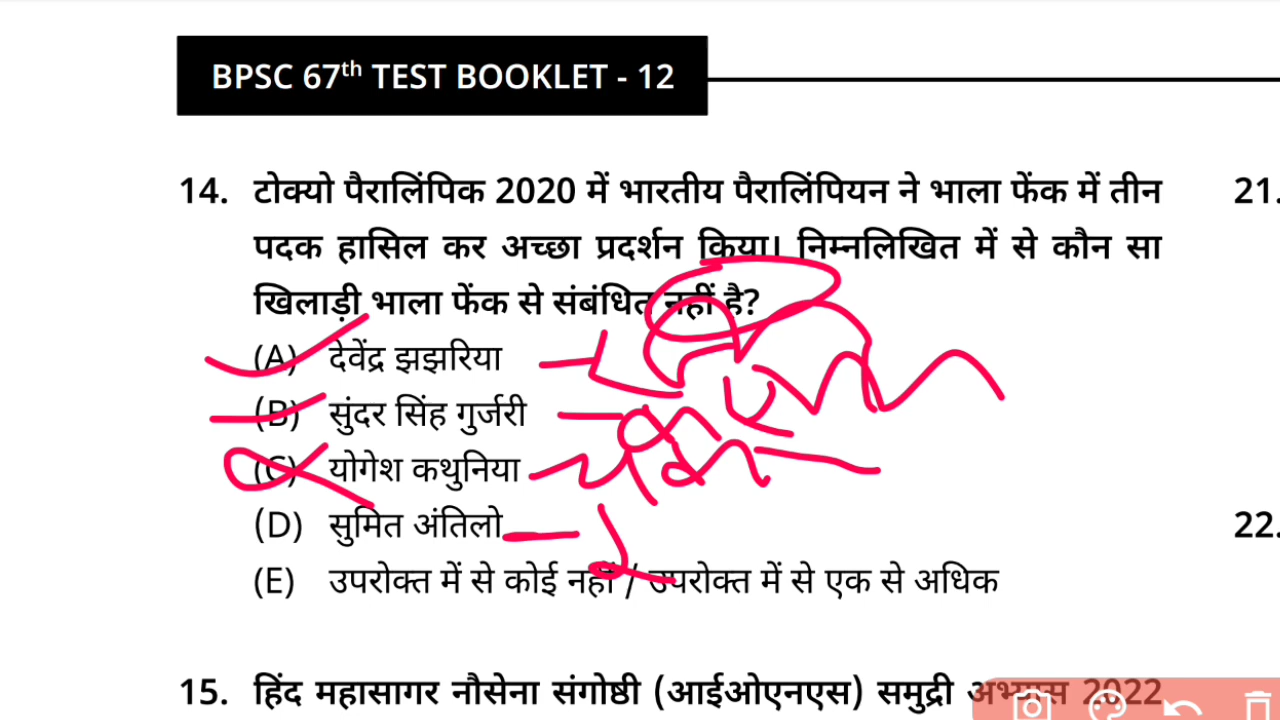 BPSC 67th TEST BOOKLET - 12
14. टोक्यो पैरालिंपिक 2020 में भारतीय पैरालिंपियन ने भाला फेंक में तीन
पदक हासिल कर अच्छा प्रदर्शन किया। निम्नलिखित में से कौन सा
खिलाड़ी भाला फेंक से संबंधित नहीं है?
(A) देवेंद्र झझरिया
(B) सुंदर सिंह गुर्जरी
(C) योगेश कथुनिया
(D) सुमित अंतिलो
(E) उपरोक्त में से कोई नहीं / उपरोक्त में से एक से अधिक
15. हिंद महासागर नौसेना संगोष्ठी (आईओएनएस) समुद्री अभ्यास 2022
21.
22.